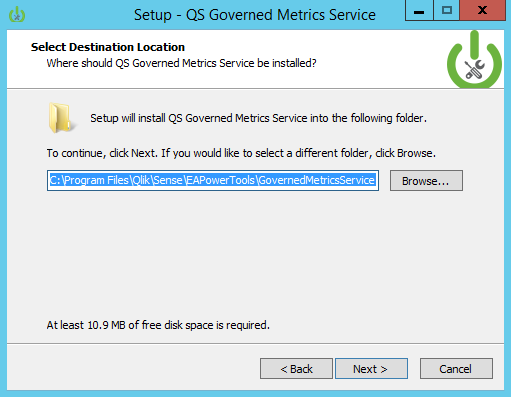 Setup - QS Governed Metrics Service
Select Destination Location
Where should QS Governed Metrics Service be installed?
Setup will install QS Governed Metrics Service into the following folder.
To continue, click Next. If you would like to select a different folder, click Browse.
C:\Program Files\Qlik\Sense\EAPowerTools\GovernedMetricsService
Browse...
At least 10.9 MB of free disk space is required.
< Back
Next >
Cancel